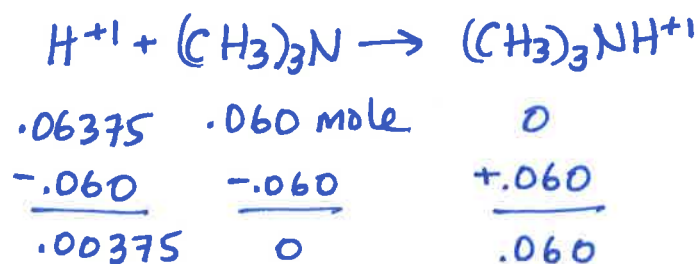 H⁺¹ + (CH3)3N → (CH3)3NH⁺¹
.06375 .060 mole 0
-.060 -.060 +.060
.00375 0 .060